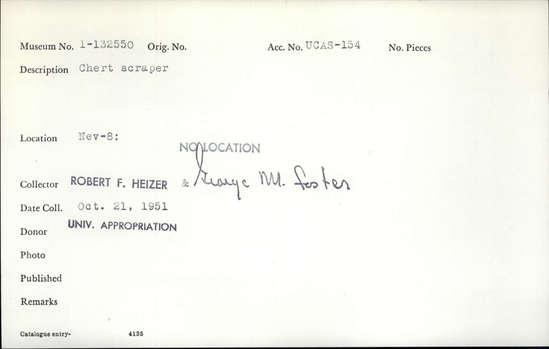 Museum No. 1-132550 Orig. No. Acc. No. UCAS-154 No. Pieces
Description Chert scraper
Location Nev-8:
NO LOCATION
Collector ROBERT F. HEIZER & George M. Foster
Date Coll. Oct. 21, 1951
Donor UNIV. APPROPRIATION
Photo
Published
Remarks
Catalogue entry- 4135